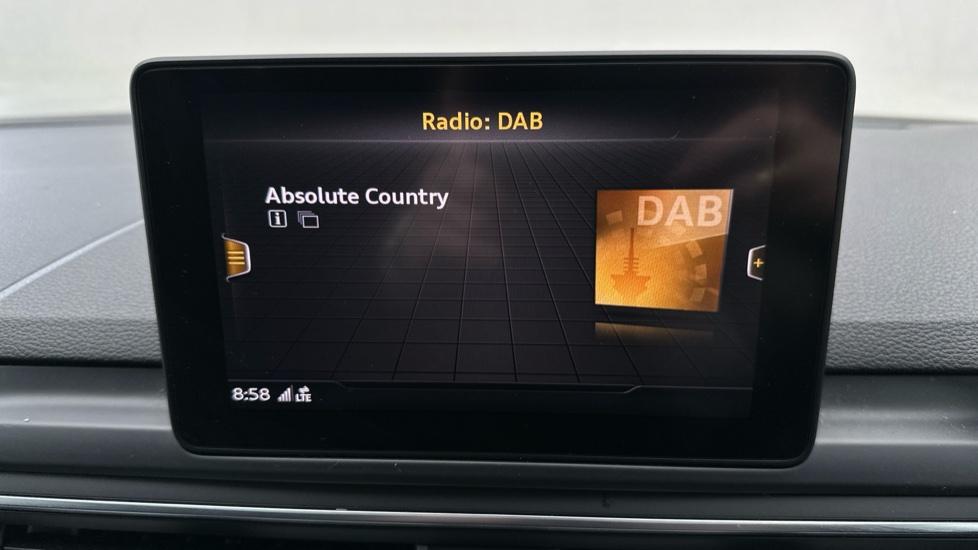 Radio: DAB
Absolute Country
i
DAB
+
8:58 LTE